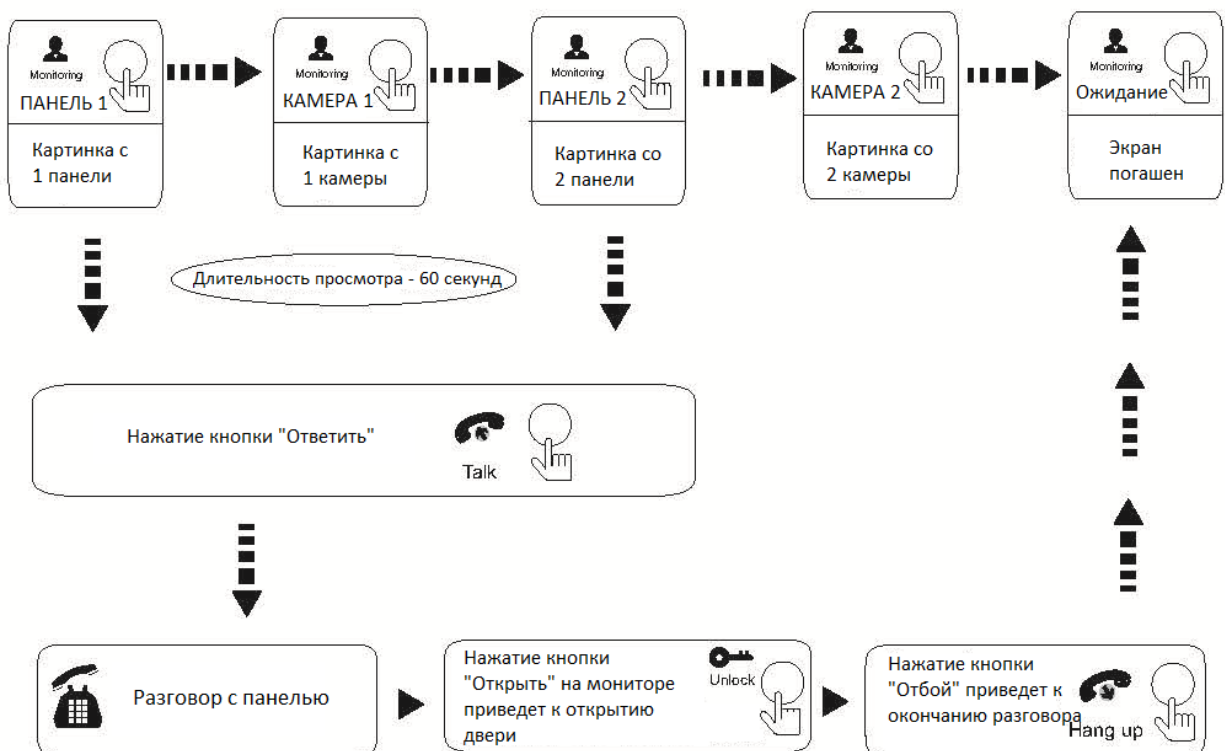 Monitoring
ПАНЕЛЬ 1
Картинка с
1 панели
Monitoring
КАМЕРА 1
Картинка с
1 камеры
Monitoring
ПАНЕЛЬ 2
Картинка со
2 панели
Monitoring
КАМЕРА 2
Картинка со
2 камеры
Monitoring
Ожидание
Экран
погашен
Длительность просмотра - 60 секунд
Нажатие кнопки "Ответить"
Talk
Разговор с панелью
Нажатие кнопки
"Открыть" на мониторе
приведет к открытию
двери
Unlock
Нажатие кнопки
"Отбой" приведет к
окончанию разговора
Hang up